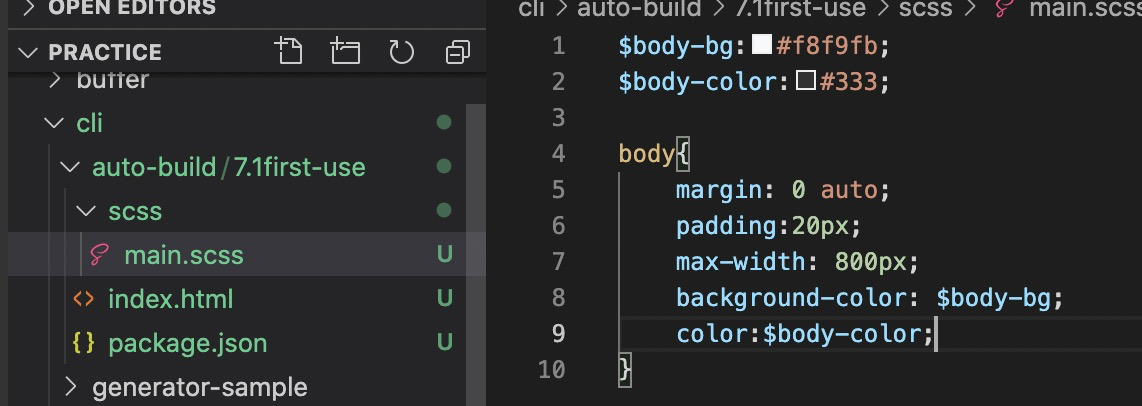 OPEN EDITORS
PRACTICE
buffer
cli
auto-build/7.1first-use
scss
main.scss U
index.html U
package.json U
generator-sample
cli > auto-build > 7.1first-use > scss > main.scss
1 $body-bg:#f8f9fb;
2 $body-color:#333;
3
4 body{
5 margin: 0 auto;
6 padding:20px;
7 max-width: 800px;
8 background-color: $body-bg;
9 color:$body-color;
10 }